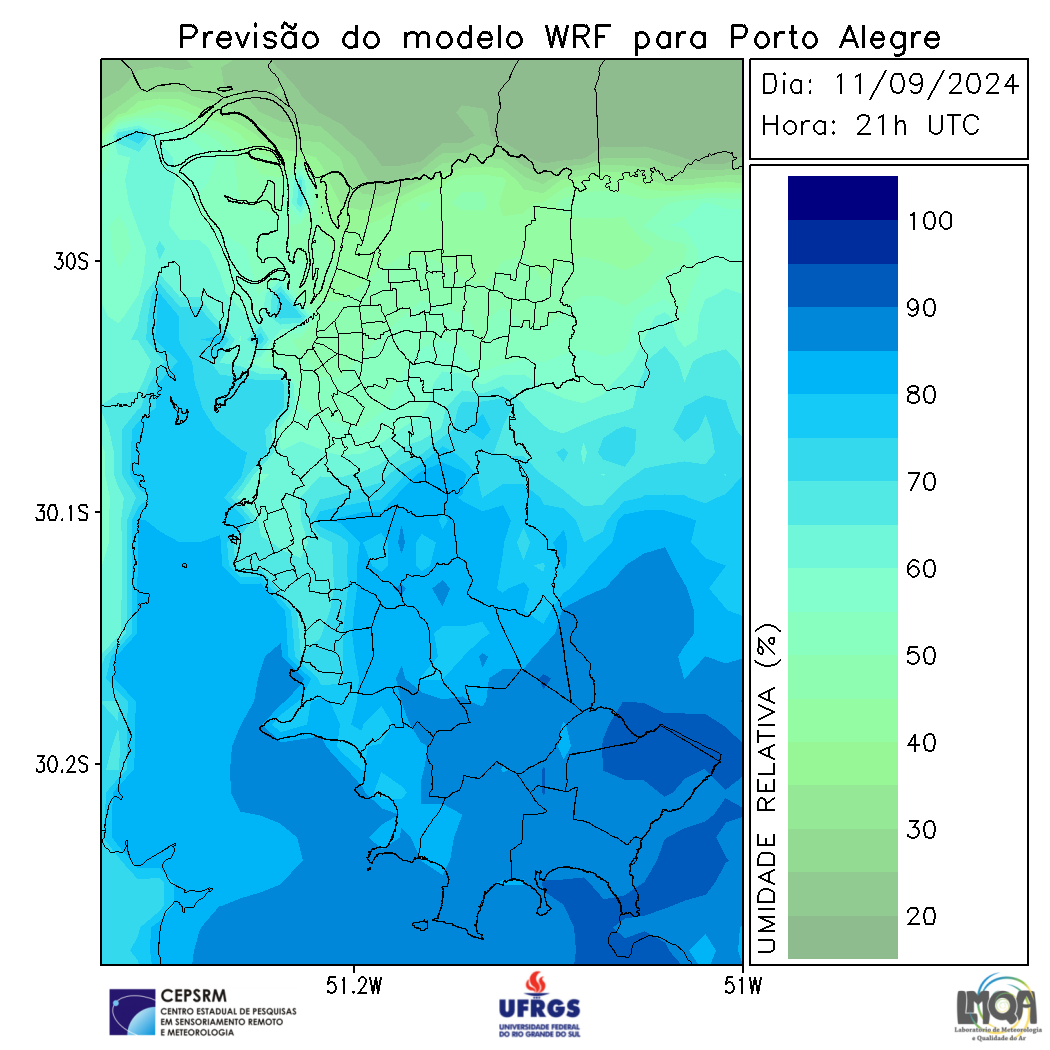 Previsão do modelo WRF para Porto Alegre
Dia: 11/09/2024
Hora: 21h UTC
30S
30.1S
30.2S
51.2W
51W
UMIDADE RELATIVA (%)
100
90
80
70
60
50
40
30
20
CEPSRM
CENTRO ESTADUAL DE PESQUISAS
EM SENSORIAMENTO REMOTO
E METEOROLOGIA
UFRGS
UNIVERSIDADE FEDERAL
DO RIO GRANDE DO SUL
LMQA
Laboratório de Meteorologia
e Qualidade do Ar